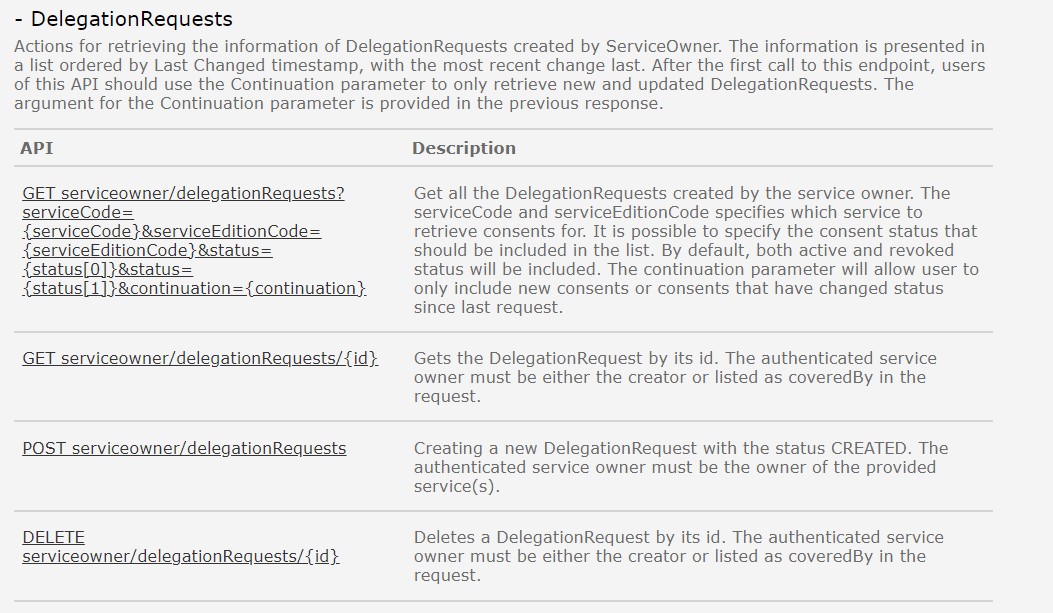 - DelegationRequests
Actions for retrieving the information of DelegationRequests created by ServiceOwner. The information is presented in
a list ordered by Last Changed timestamp, with the most recent change last. After the first call to this endpoint, users
of this API should use the Continuation parameter to only retrieve new and updated DelegationRequests. The
argument for the Continuation parameter is provided in the previous response.
API
Description
GET serviceowner/delegationRequests?
serviceCode=
{serviceCode}&serviceEditionCode=
{serviceEditionCode}&status=
{status[0]}&status=
{status[1]}&continuation={continuation}
Get all the DelegationRequests created by the service owner. The
serviceCode and serviceEditionCode specifies which service to
retrieve consents for. It is possible to specify the consent status that
should be included in the list. By default, both active and revoked
status will be included. The continuation parameter will allow user to
only include new consents or consents that have changed status
since last request.
GET serviceowner/delegationRequests/{id}
Gets the DelegationRequest by its id. The authenticated service
owner must be either the creator or listed as coveredBy in the
request.
POST serviceowner/delegationRequests
Creating a new DelegationRequest with the status CREATED. The
authenticated service owner must be the owner of the provided
service(s).
DELETE
serviceowner/delegationRequests/{id}
Deletes a DelegationRequest by its id. The authenticated service
owner must be either the creator or listed as coveredBy in the
request.